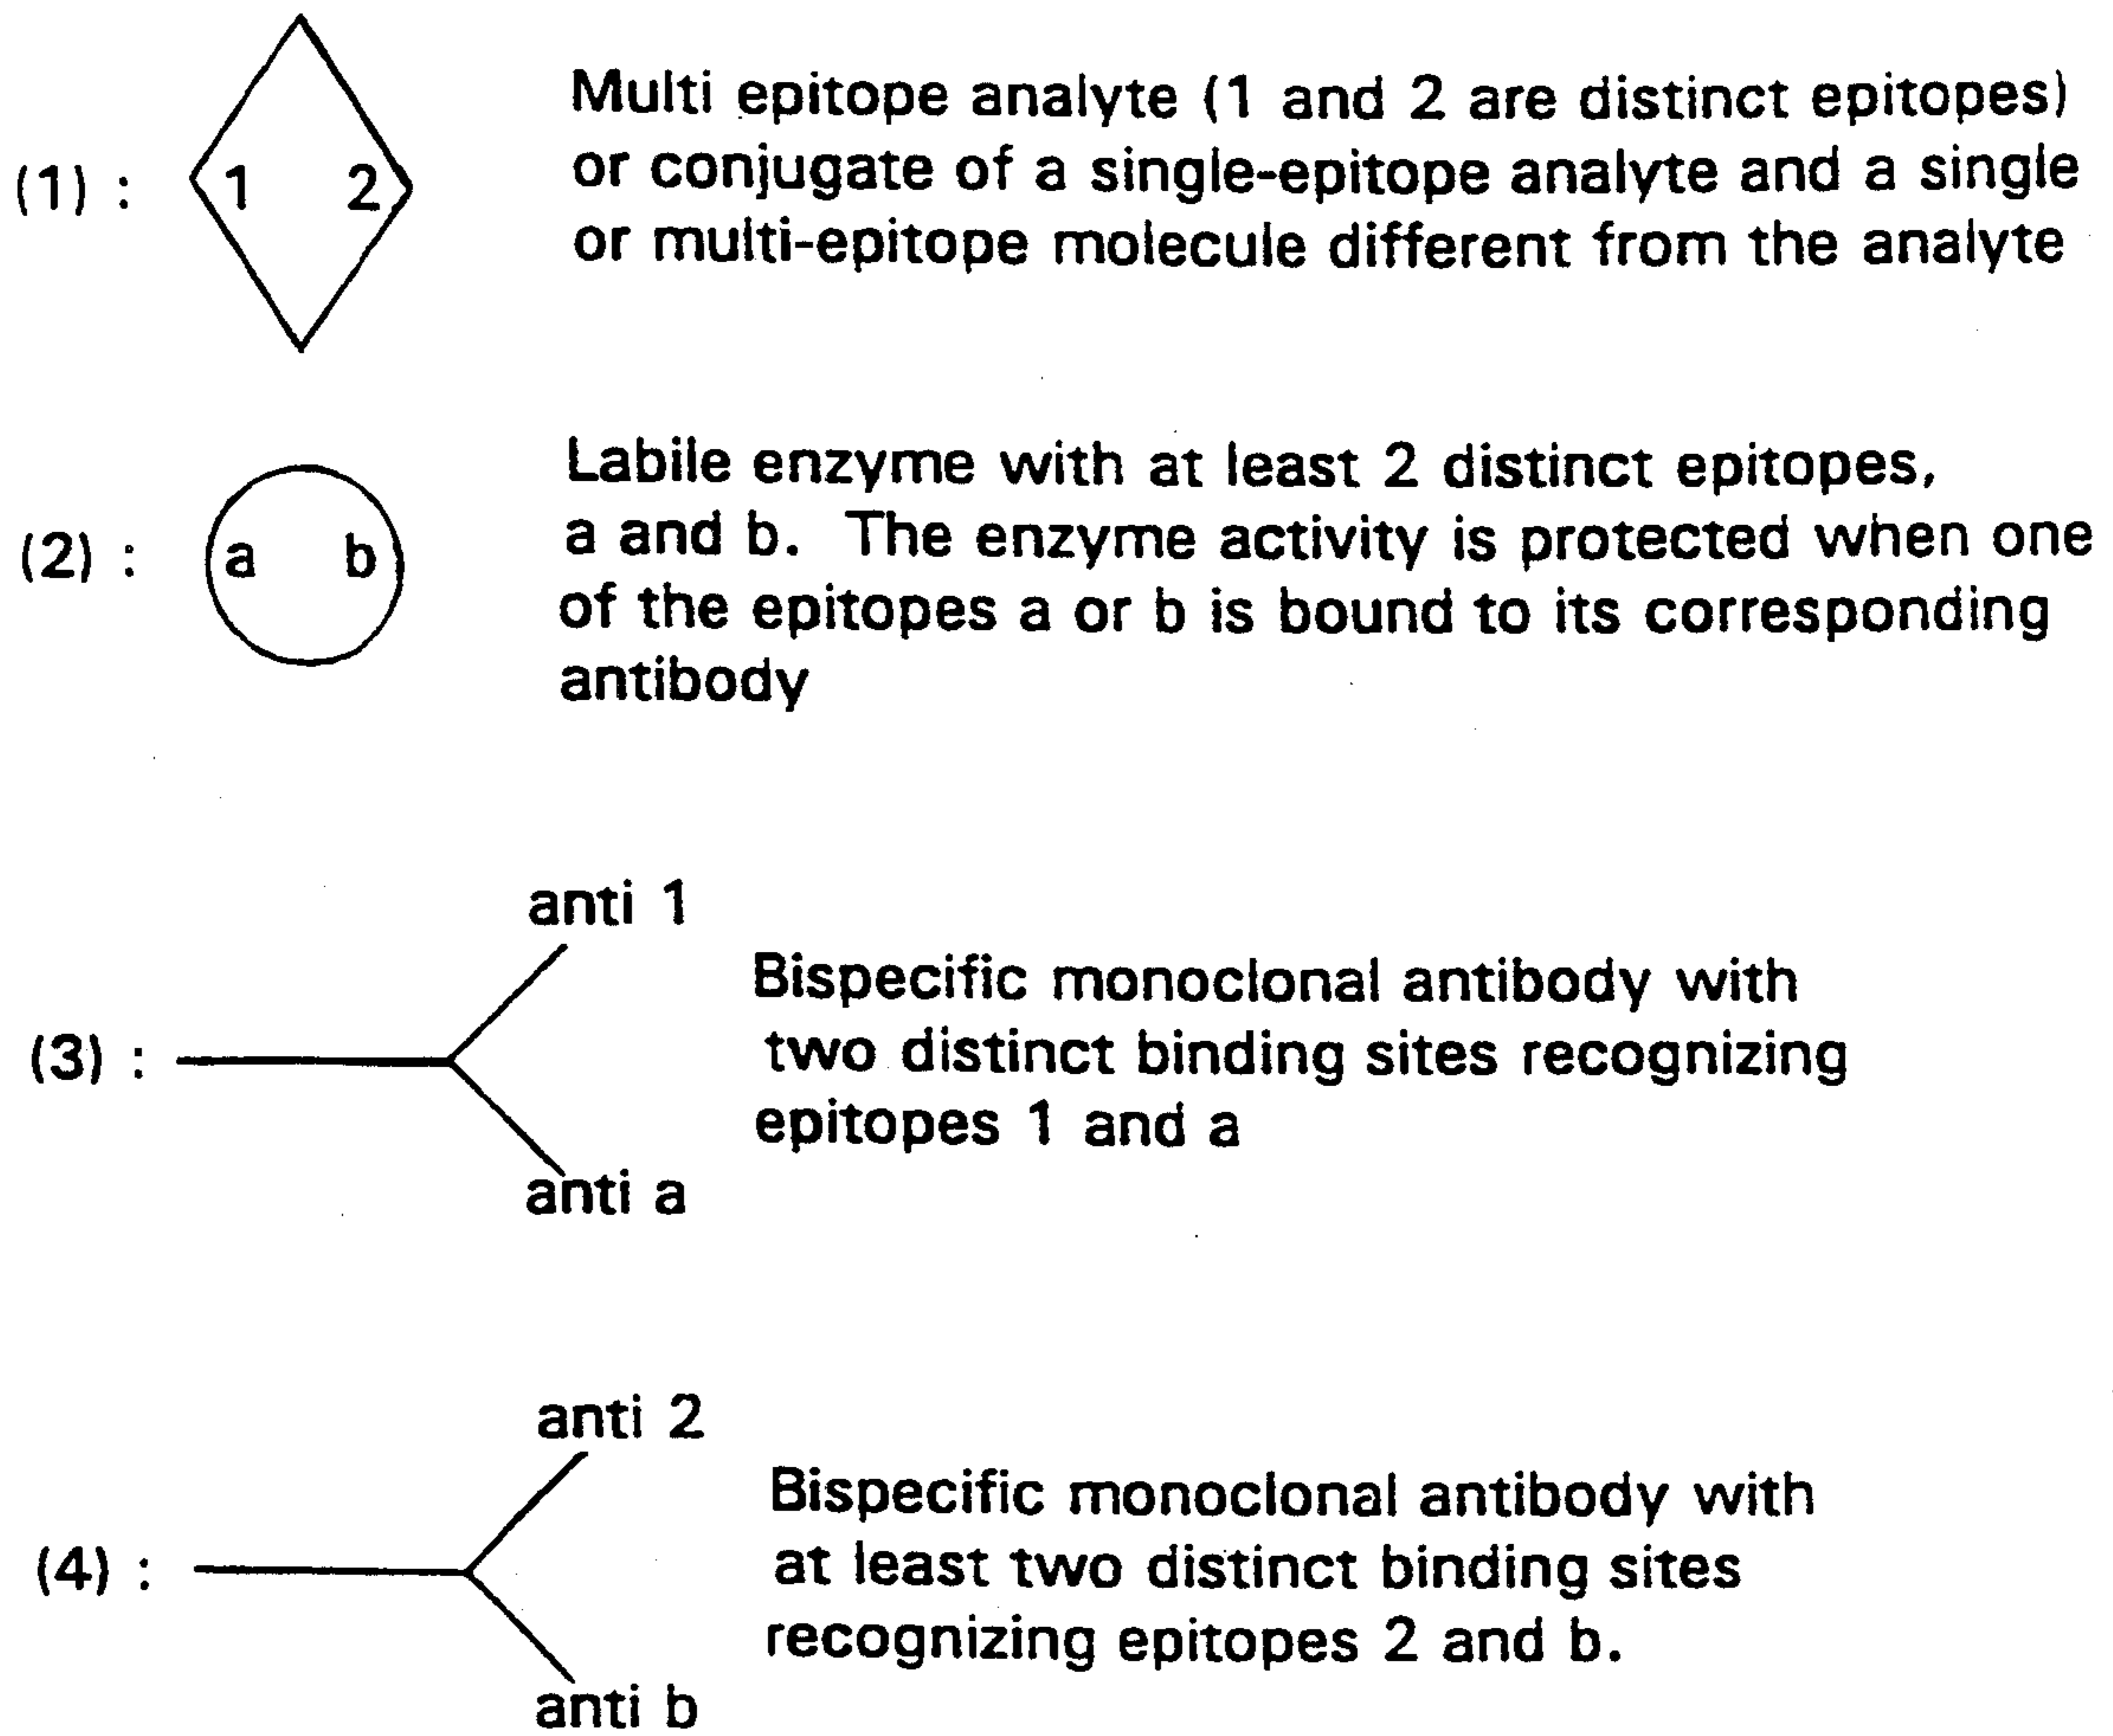 Multi epitope analyte (1 and 2 are distinct epitopes)
(1) : 1 2 or conjugate of a single-epitope analyte and a single
or multi-epitope molecule different from the analyte
Labile enzyme with at least 2 distinct epitopes,
(2) : a b a and b. The enzyme activity is protected when one
of the epitopes a or b is bound to its corresponding
antibody
anti 1
Bispecific monoclonal antibody with
(3) : two distinct binding sites recognizing
epitopes 1 and a
anti a
anti 2
Bispecific monoclonal antibody with
(4) : at least two distinct binding sites
recognizing epitopes 2 and b.
anti b